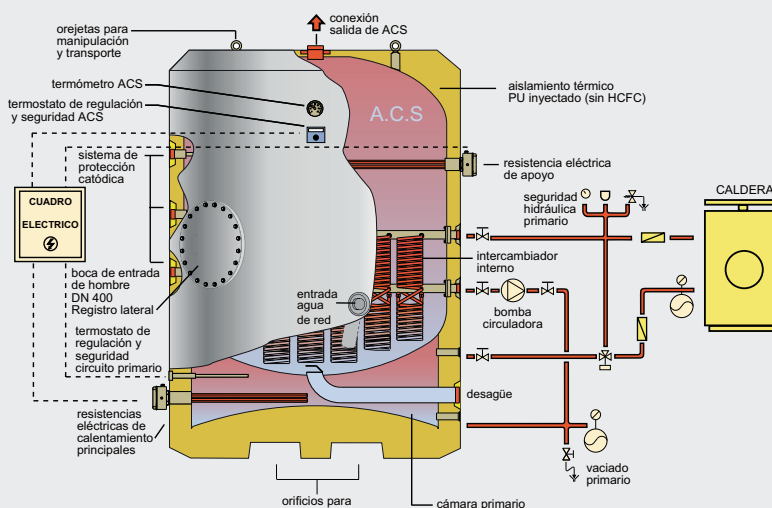 orejetas para
manipulación
y transporte
conexión
salida de ACS
termómetro ACS
termostato de regulación
y seguridad ACS
A.C.S
aislamiento térmico
PU inyectado (sin HCFC)
sistema de
protección
catódica
resistencia eléctrica
de apoyo
CUADRO
ELECTRICO
seguridad
hidráulica
primario
CALDERA
boca de entrada
de hombre
DN 400
Registro lateral
intercambiador
interno
entrada
agua
de red
bomba
circuladora
termostato de
regulación y
seguridad
circuito primario
desagüe
resistencias
eléctricas de
calentamiento
principales
vaciado
primario
orificios para
cámara primario